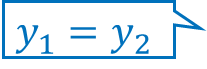 y₁ = y₂